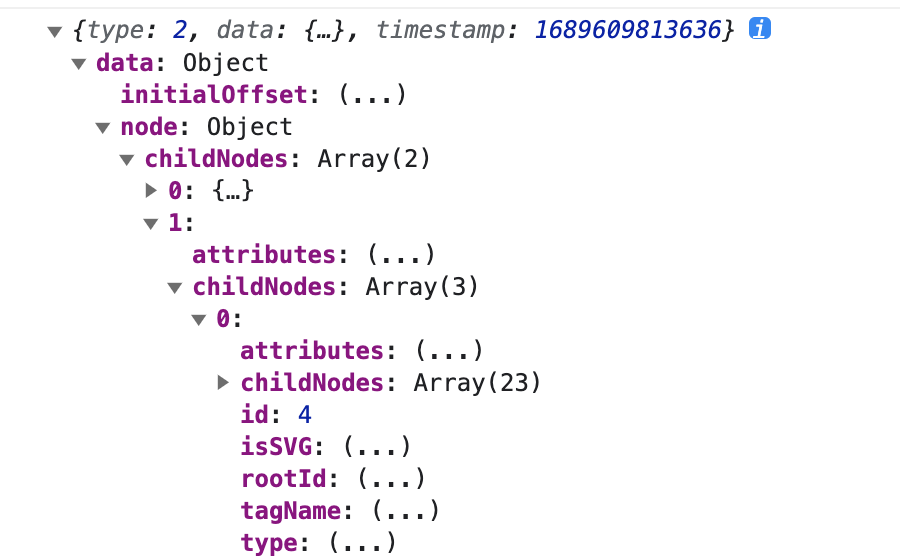 {type: 2, data: {…}, timestamp: 1689609813636} i
data: Object
initialOffset: (...)
node: Object
childNodes: Array(2)
0: {…}
1:
attributes: (...)
childNodes: Array(3)
0:
attributes: (...)
childNodes: Array(23)
id: 4
isSVG: (...)
rootId: (...)
tagName: (...)
type: (...)